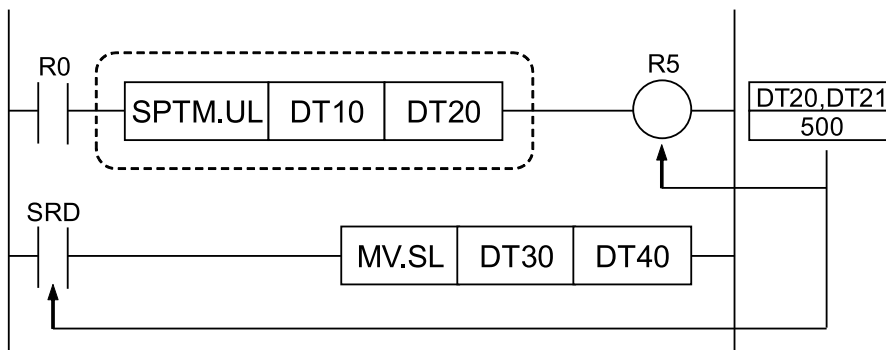 R0
SPTM.UL DT10 DT20
R5
DT20,DT21
500
SRD
MV.SL DT30 DT40